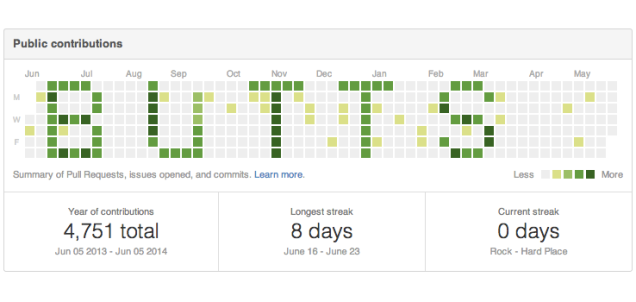 Public contributions
Jun Jul Aug Sep Oct Nov Dec Jan Feb Mar Apr May
M
W
F
BUTTS
Summary of Pull Requests, issues opened, and commits. Learn more. Less More
Year of contributions
4,751 total
Jun 05 2013 - Jun 05 2014
Longest streak
8 days
June 16 - June 23
Current streak
0 days
Rock - Hard Place